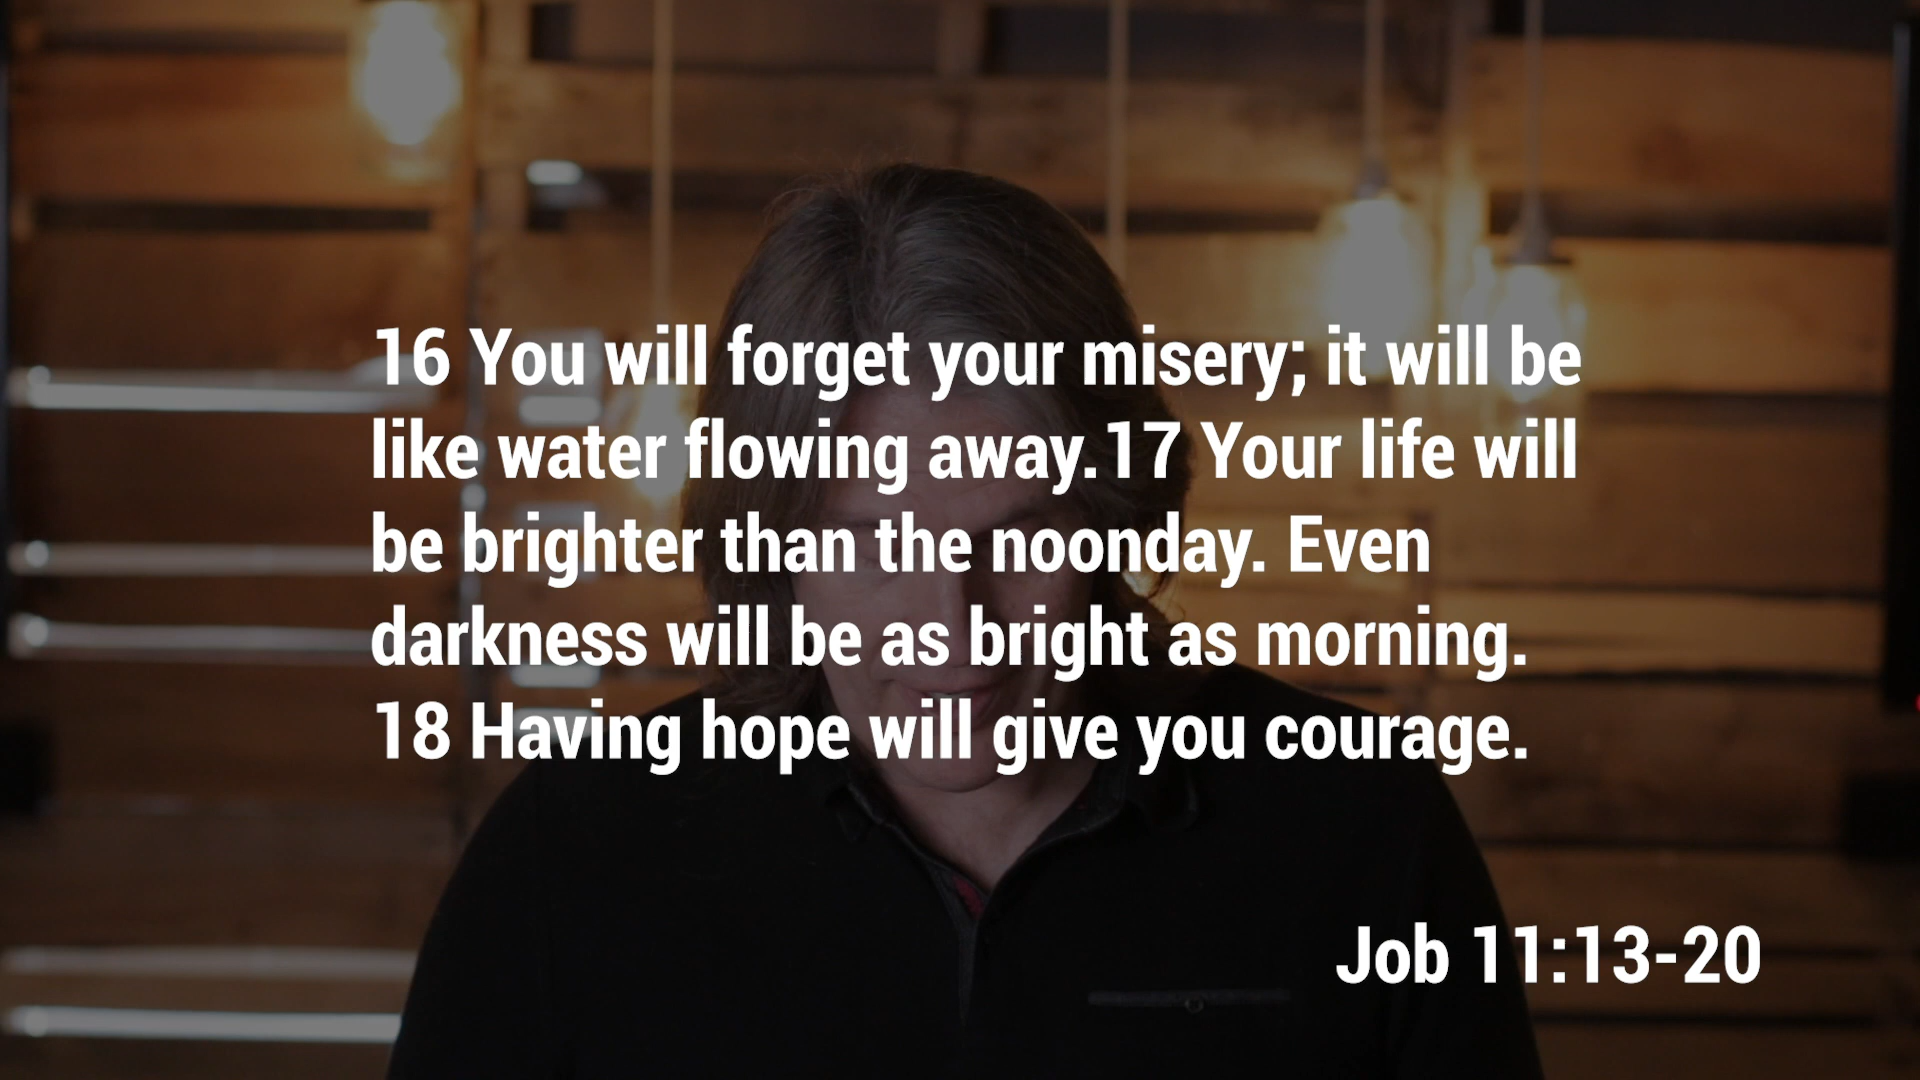 16 You will forget your misery; it will be
like water flowing away.17 Your life will
be brighter than the noonday. Even
darkness will be as bright as morning.
18 Having hope will give you courage.
Job 11:13-20